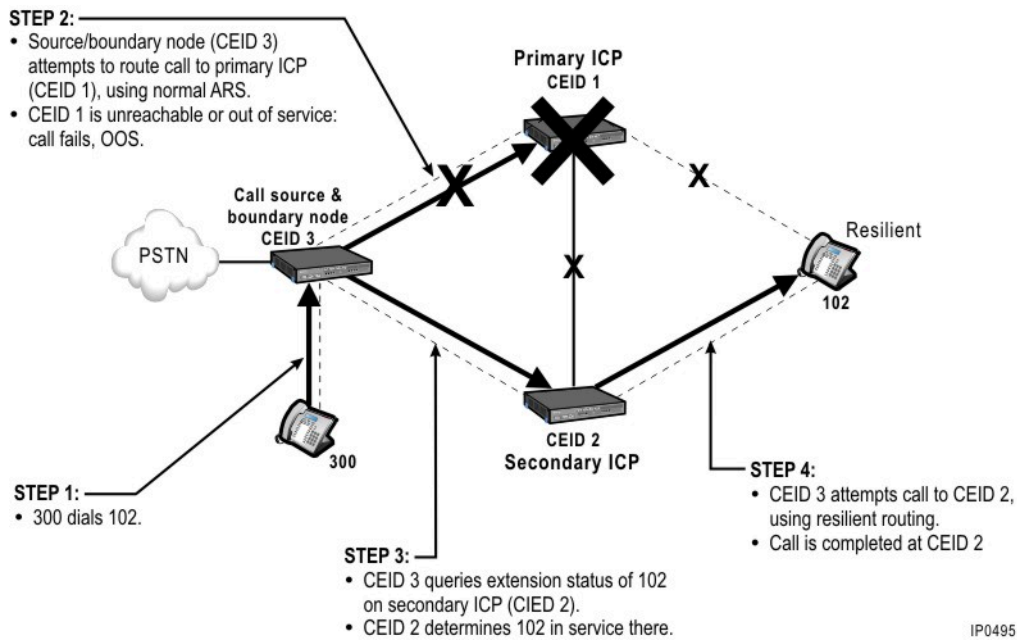 STEP 2:
• Source/boundary node (CEID 3)
attempts to route call to primary ICP
(CEID 1), using normal ARS.
• CEID 1 is unreachable or out of service:
call fails, OOS.
Primary ICP
CEID 1
X
X
X
X
Call source &
boundary node
CEID 3
PSTN
Resilient
102
300
CEID 2
Secondary ICP
STEP 1:
• 300 dials 102.
STEP 3:
• CEID 3 queries extension status of 102
on secondary ICP (CIED 2).
• CEID 2 determines 102 in service there.
STEP 4:
• CEID 3 attempts call to CEID 2,
using resilient routing.
• Call is completed at CEID 2
IP0495